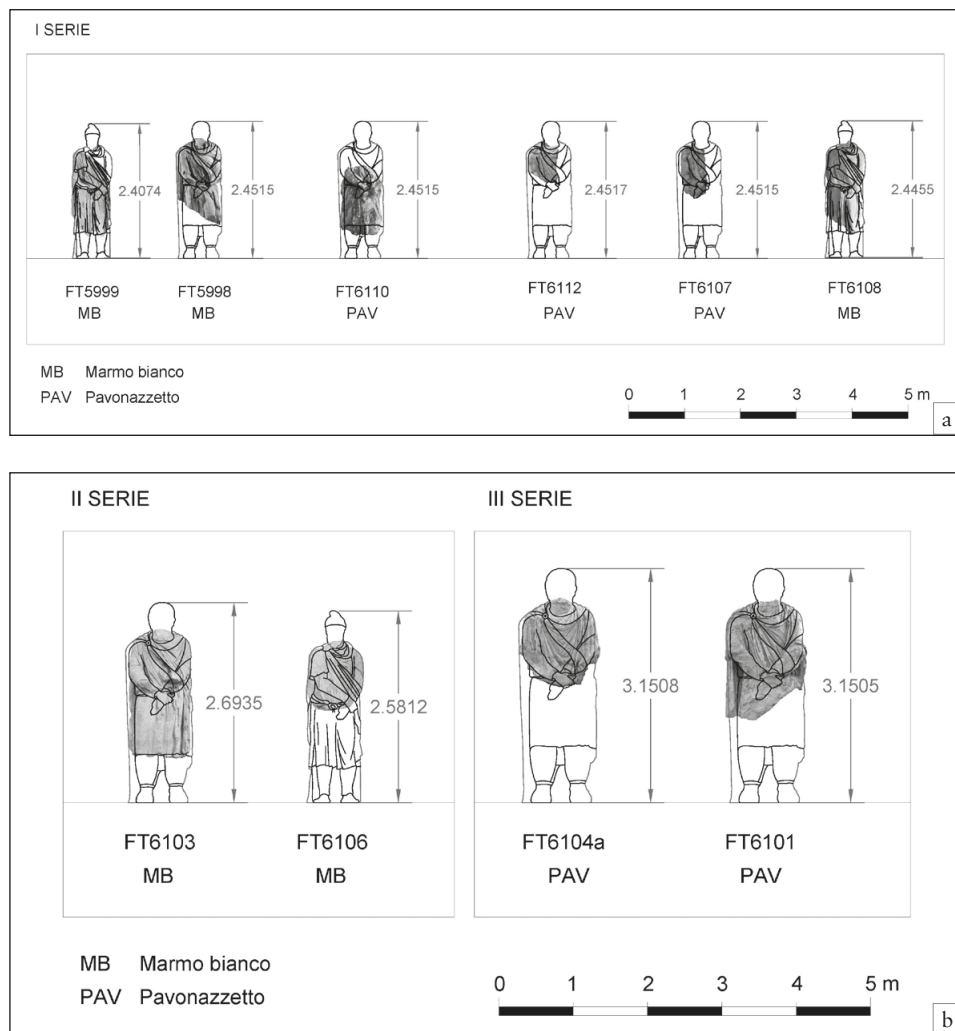 I SERIE
2.4074 2.4515 2.4515 2.4517 2.4515 2.4455
FT5999 FT5998 FT6110 FT6112 FT6107 FT6108
MB MB PAV PAV PAV MB
MB Marmo bianco
PAV Pavonazzetto
0 1 2 3 4 5 m
a
II SERIE III SERIE
2.6935 2.5812 3.1508 3.1505
FT6103 FT6106 FT6104a FT6101
MB MB PAV PAV
MB Marmo bianco
PAV Pavonazzetto
0 1 2 3 4 5 m
b